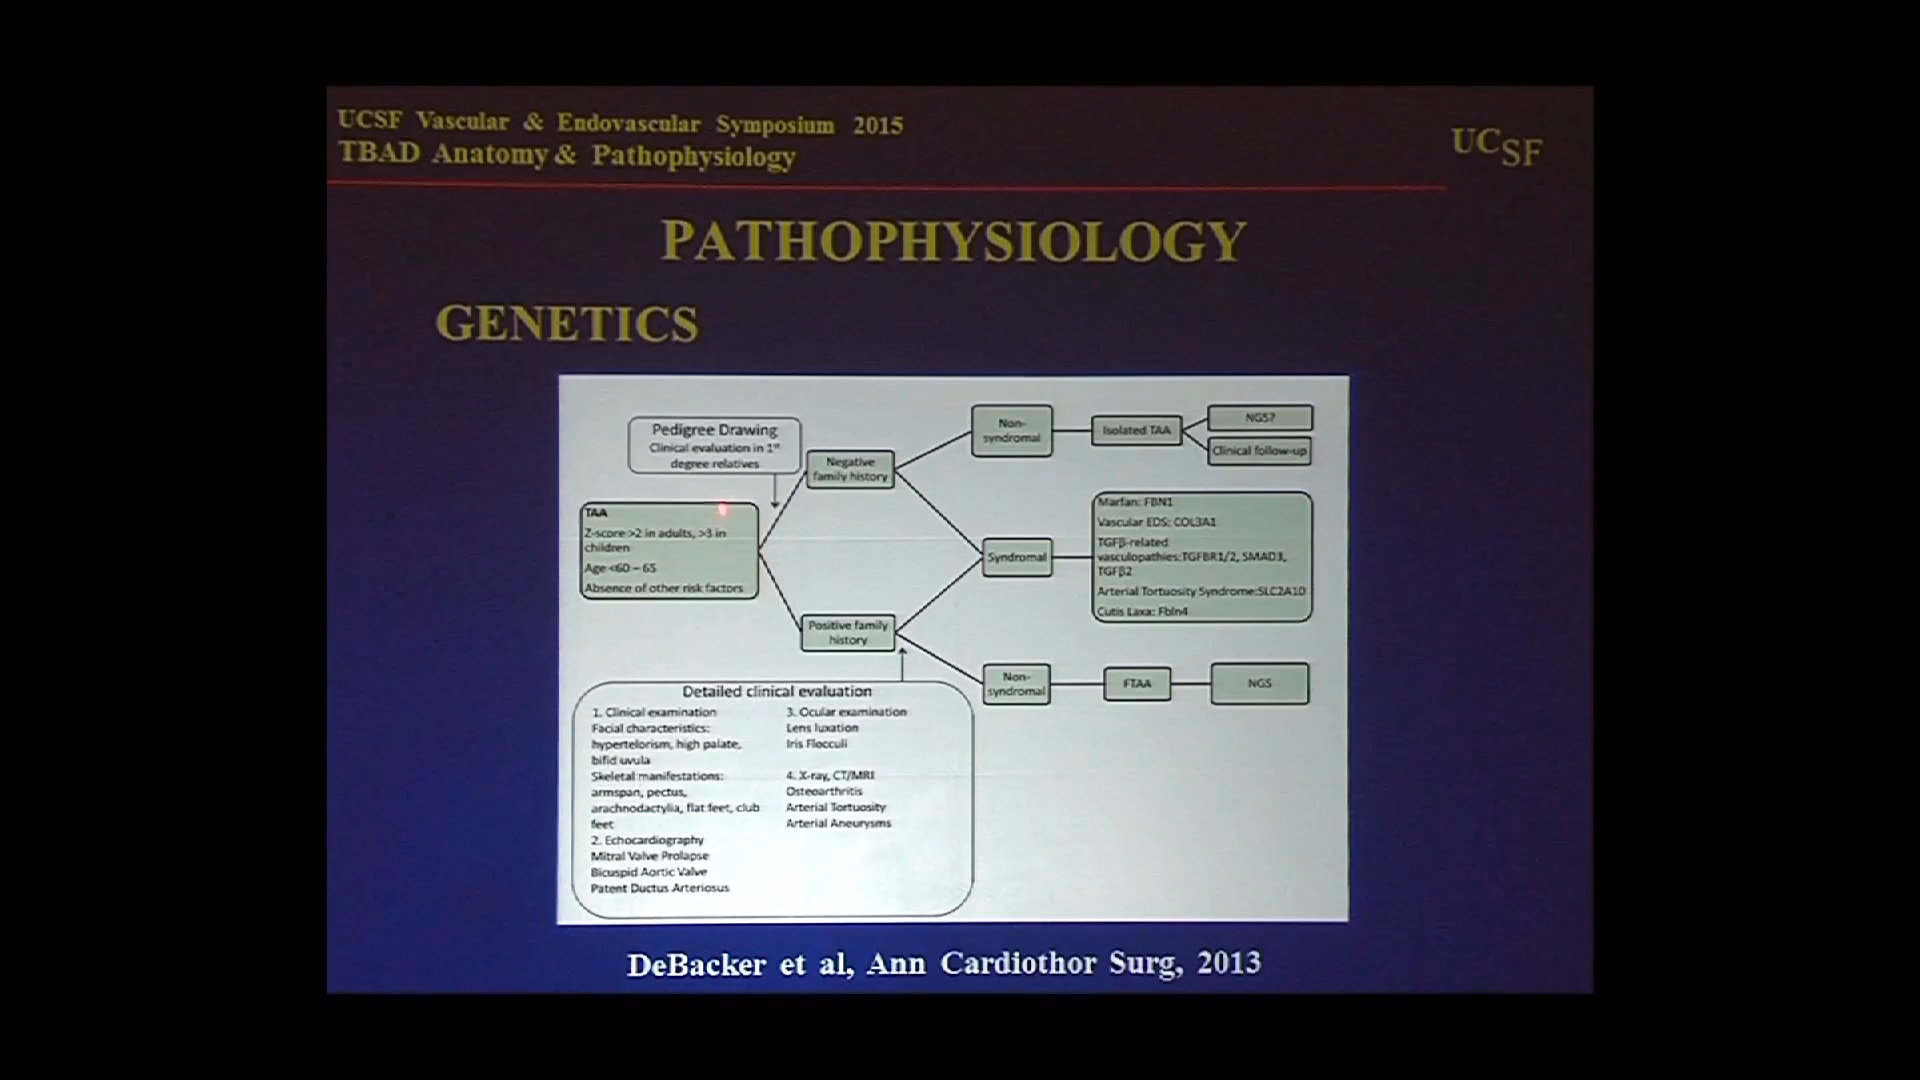 UCSF Vascular & Endovascular Symposium 2015
TBAD Anatomy & Pathophysiology
UCSF
PATHOPHYSIOLOGY
GENETICS
Pedigree Drawing
Clinical evaluation in 1st
degree relatives
TAA
Z-score >2 in adults, >3 in
children
Age <60 – 65
Absence of other risk factors
Negative
family history
Positive family
history
Non-
syndromal
Isolated TAA
NGS?
Clinical follow-up
Syndromal
Marfan: FBN1
Vascular EDS: COL3A1
TGFβ-related
vasculopathies:TGFBR1/2, SMAD3,
TGFβ2
Arterial Tortuosity Syndrome:SLC2A10
Cutis Laxa: Fbln4
Non-
syndromal
FTAA
NGS
Detailed clinical evaluation
1. Clinical examination
Facial characteristics:
hypertelorism, high palate,
bifid uvula
Skeletal manifestations:
armspan, pectus,
arachnodactylia, flat feet, club
feet
2. Echocardiography
Mitral Valve Prolapse
Bicuspid Aortic Valve
Patent Ductus Arteriosus
3. Ocular examination
Lens luxation
Iris Flocculi
4. X-ray, CT/MRI
Osteoarthritis
Arterial Tortuosity
Arterial Aneurysms
DeBacker et al, Ann Cardiothor Surg, 2013